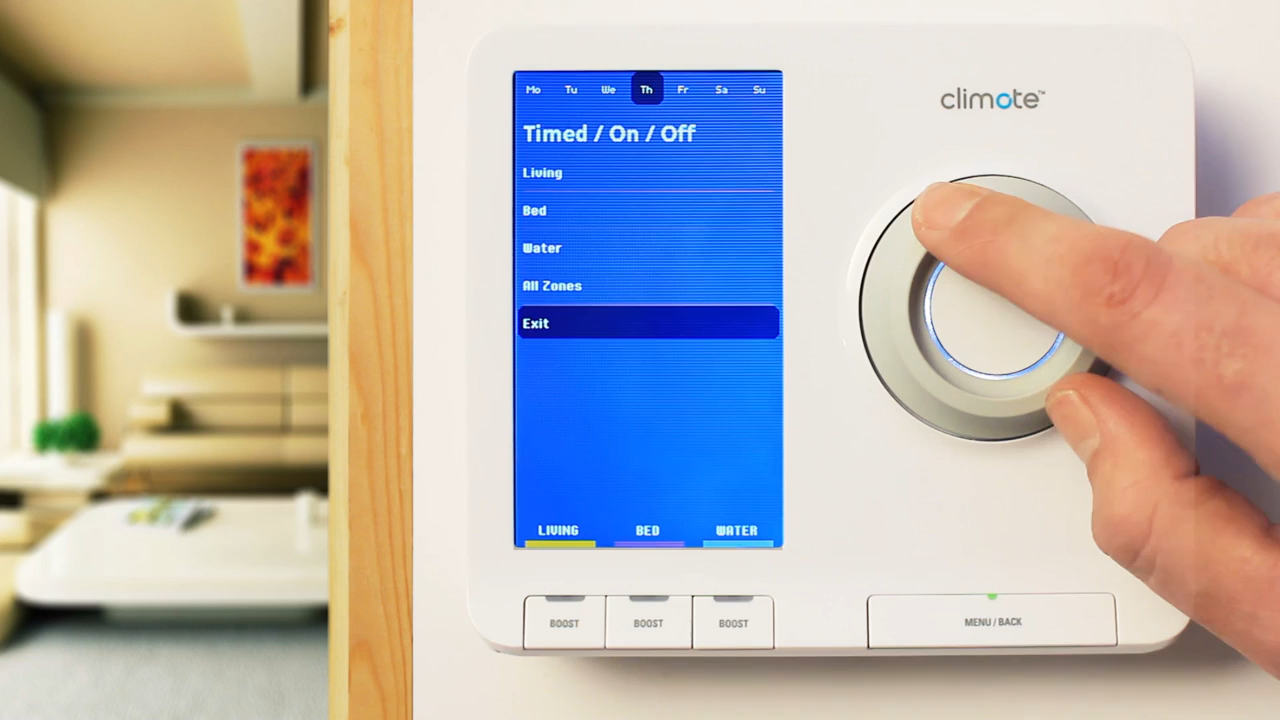 Mo Tu We Th Fr Sa Su
Timed / On / Off
Living
Bed
Water
All Zones
Exit
LIVING BED WATER
climote™
BOOST BOOST BOOST
MENU / BACK